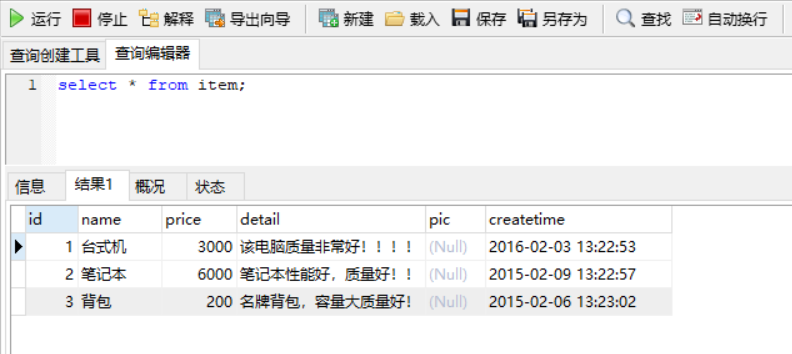 运行 停止 解释 导出向导 新建 载入 保存 另存为 查找 自动换行
查询创建工具 查询编辑器
1 select * from item;
信息 结果1 概况 状态
id name price detail pic createtime
1 台式机 3000 该电脑质量非常好！！！！ (Null) 2016-02-03 13:22:53
2 笔记本 6000 笔记本性能好，质量好！！ (Null) 2015-02-09 13:22:57
3 背包 200 名牌背包，容量大质量好！ (Null) 2015-02-06 13:23:02